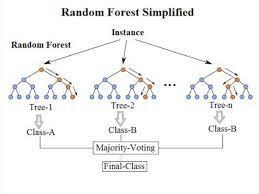 Random Forest Simplified
Instance
Random Forest
...
Tree-1 Tree-2 Tree-n
Class-A Class-B Class-B
Majority-Voting
Final-Class